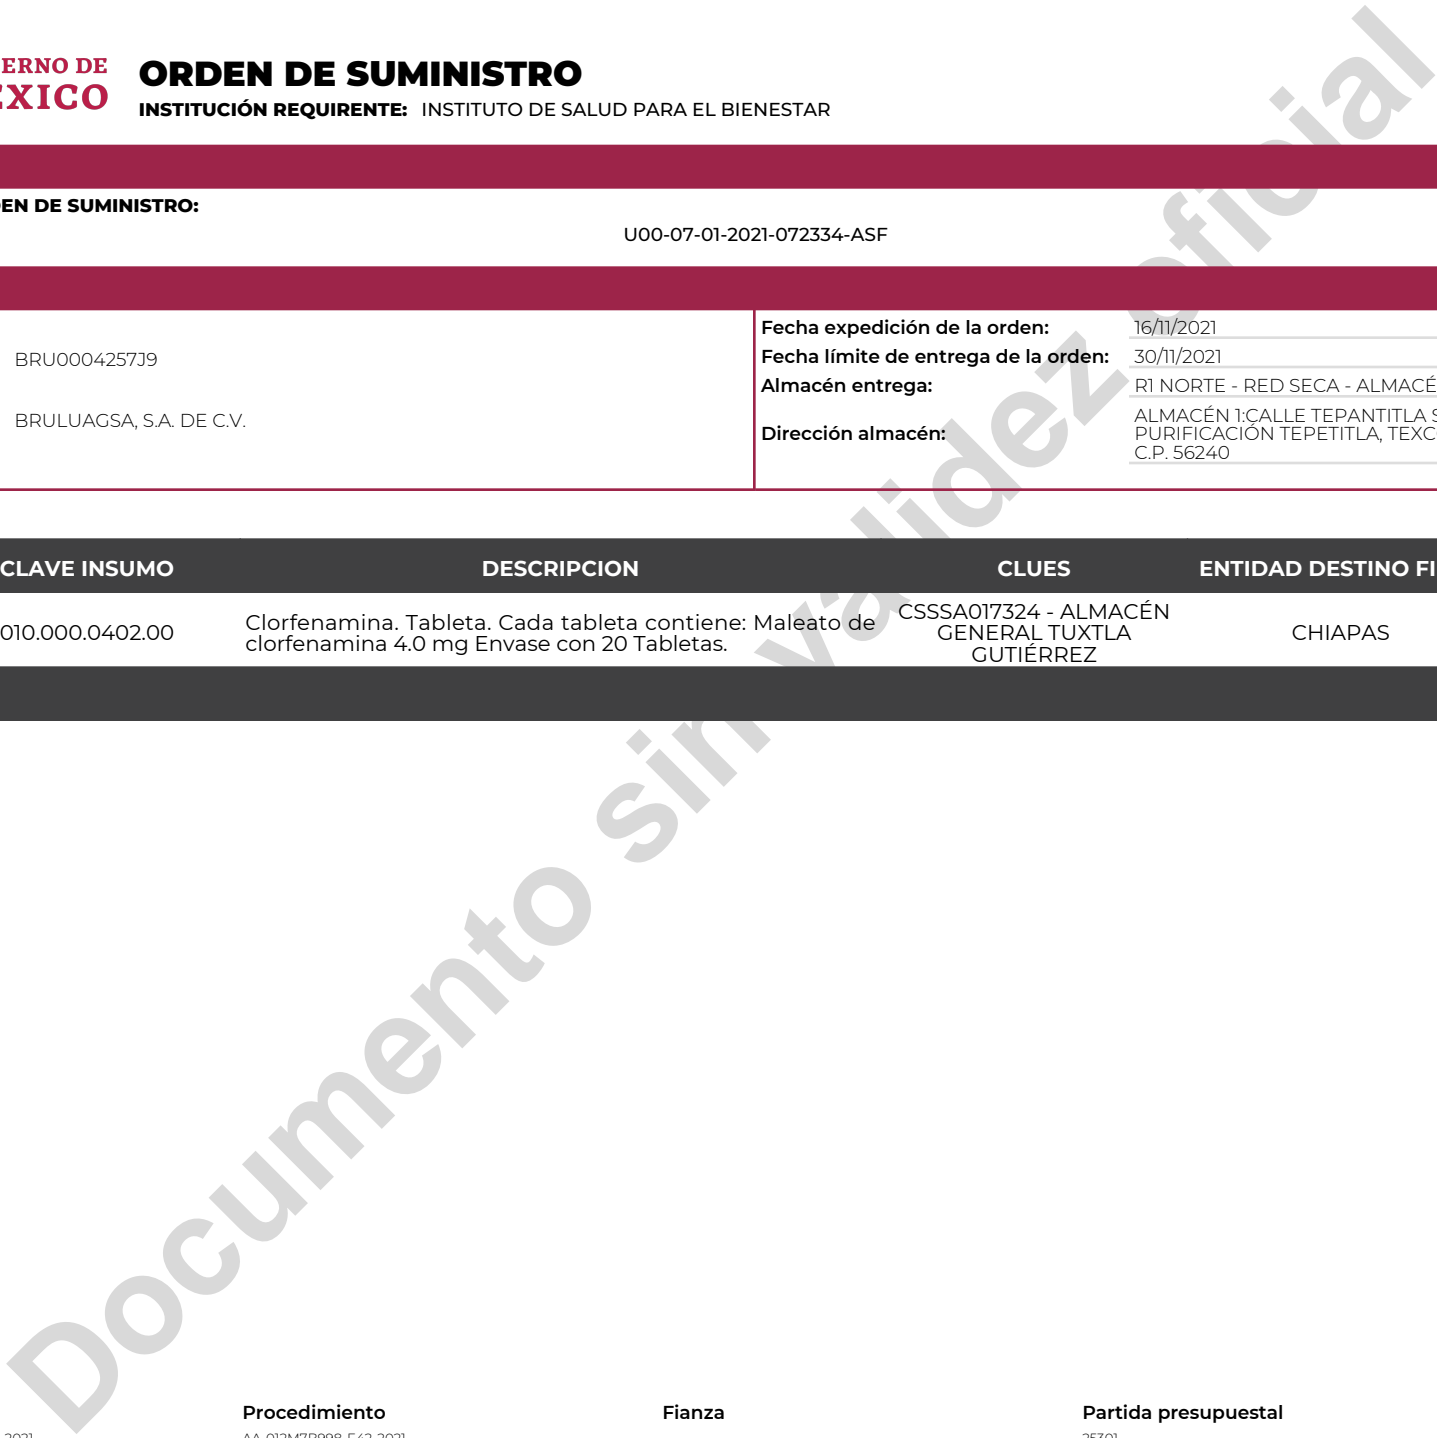 ERNO DE
ORDEN DE SUMINISTRO
EXICO
INSTITUCIÓN REQUIRENTE: INSTITUTO DE SALUD PARA EL BIENESTAR
EN DE SUMINISTRO:
U00-07-01-2021-072334-ASF
BRU0004257J9
BRULUAGSA, S.A. DE C.V.
Fecha expedición de la orden: 16/11/2021
Fecha límite de entrega de la orden: 30/11/2021
Almacén entrega: R1 NORTE - RED SECA - ALMACÉ
Dirección almacén: ALMACÉN 1:CALLE TEPANTITLA S
PURIFICACIÓN TEPETITLA, TEXC
C.P. 56240
CLAVE INSUMO DESCRIPCION CLUES ENTIDAD DESTINO FI
010.000.0402.00
Clorfenamina. Tableta. Cada tableta contiene: Maleato de
clorfenamina 4.0 mg Envase con 20 Tabletas.
CSSSA017324 - ALMACÉN
GENERAL TUXTLA
GUTIÉRREZ
CHIAPAS
Documento sin validez oficial
Procedimiento Fianza Partida presupuestal